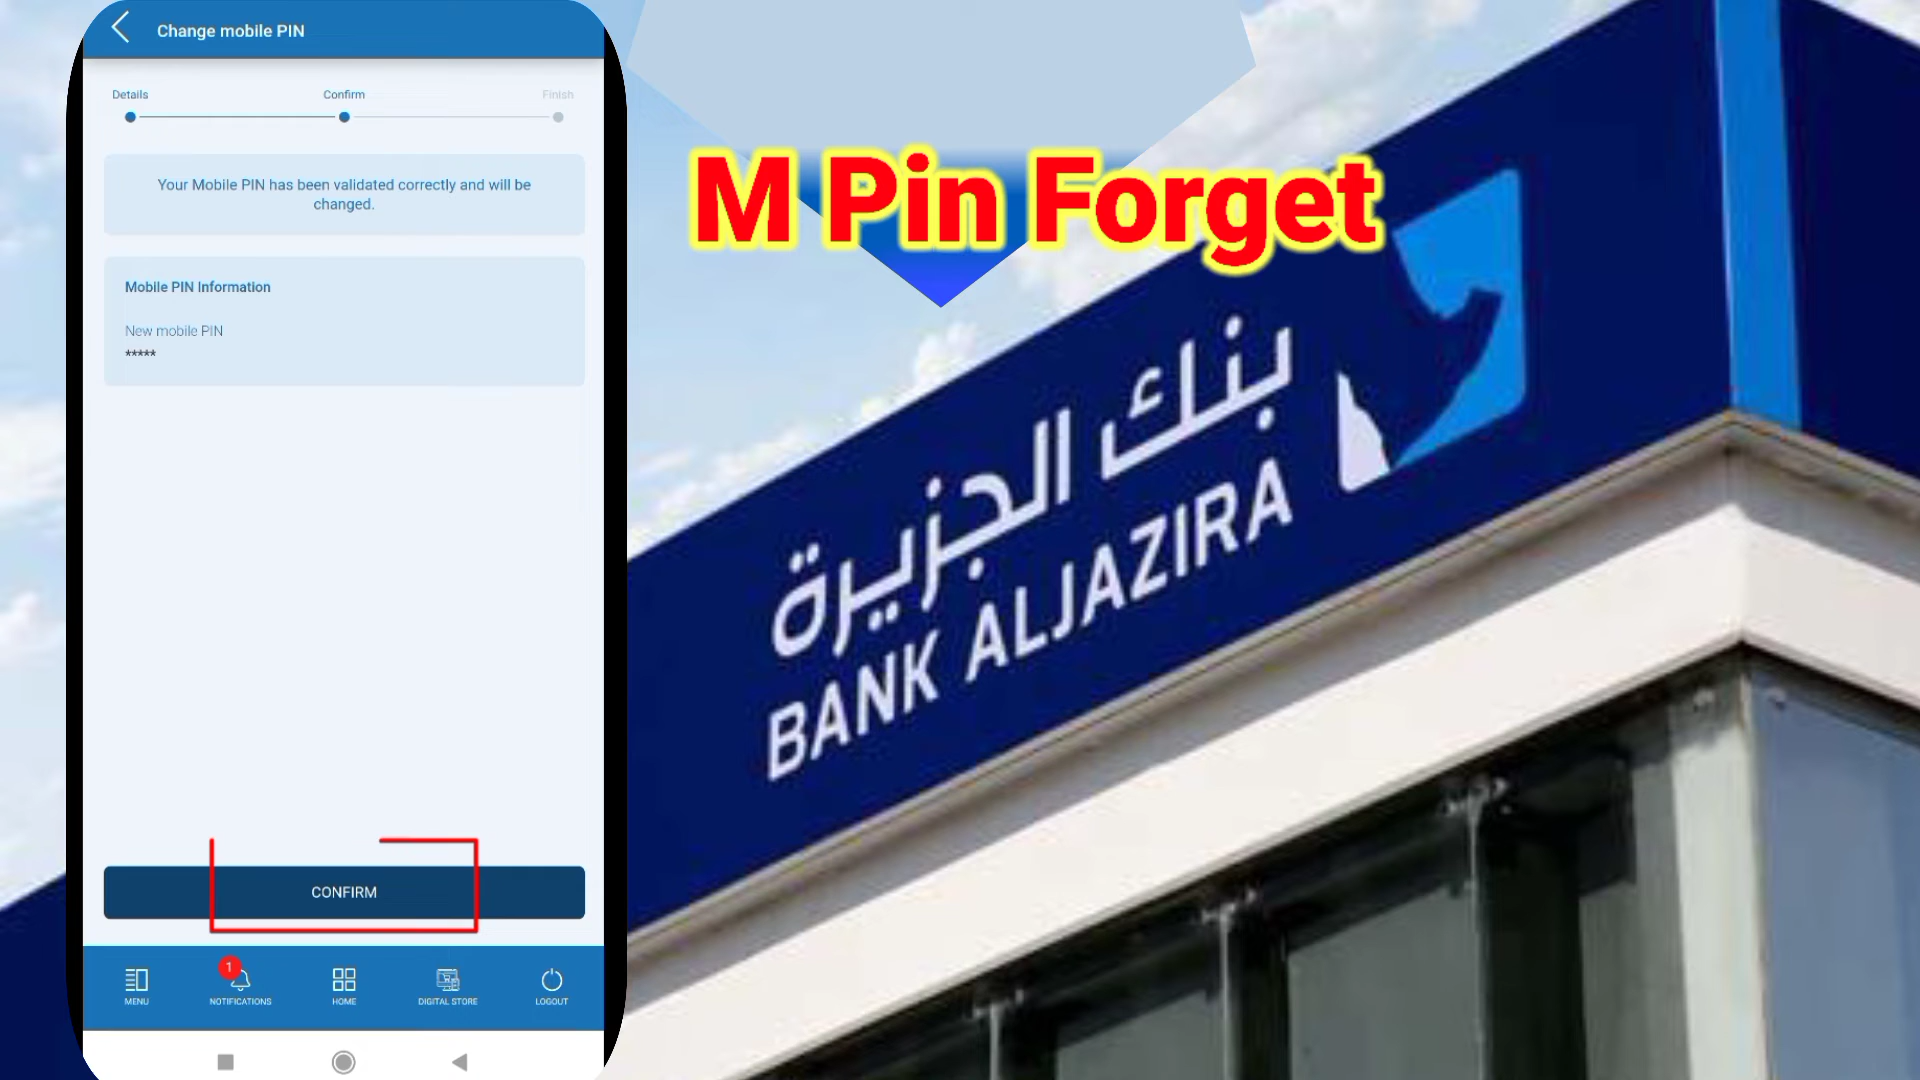 Change mobile PIN
Details
Confirm
Finish
Your Mobile PIN has been validated correctly and will be
changed.
Mobile PIN Information
New mobile PIN
*****
CONFIRM
MENU
1
NOTIFICATIONS
HOME
DIGITAL STORE
LOGOUT
M Pin Forget
بنك الجزيرة
BANK ALJAZIRA